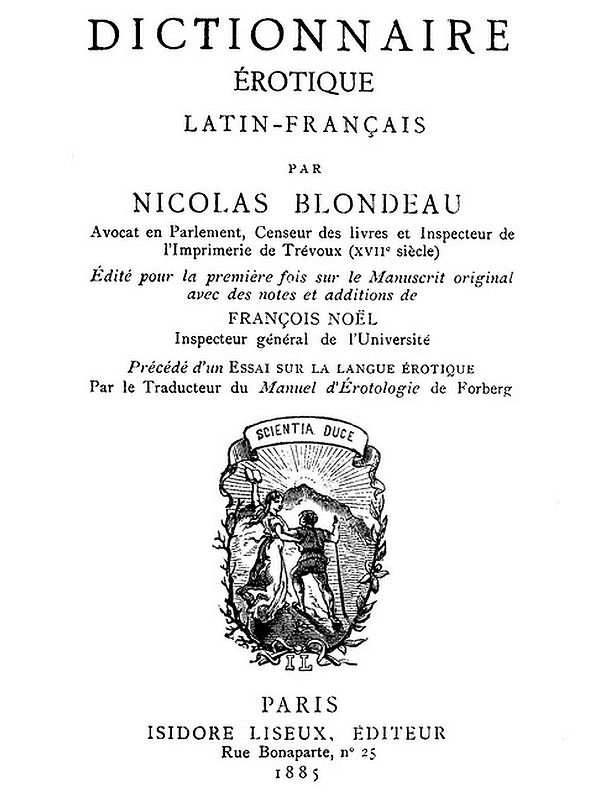 DICTIONNAIRE
ÉROTIQUE
LATIN-FRANÇAIS
PAR
NICOLAS BLONDEAU
Avocat en Parlement, Censeur des livres et Inspecteur de
l'Imprimerie de Trévoux (XVIIe siècle)
Édité pour la première fois sur le Manuscrit original
avec des notes et additions de
FRANÇOIS NOËL
Inspecteur général de l'Université
Précédé d'un ESSAI SUR LA LANGUE ÉROTIQUE
Par le Traducteur du Manuel d'Érotologie de Forberg
SCIENTIA DUCE
IL
PARIS
ISIDORE LISEUX, ÉDITEUR
Rue Bonaparte, n° 25
1885